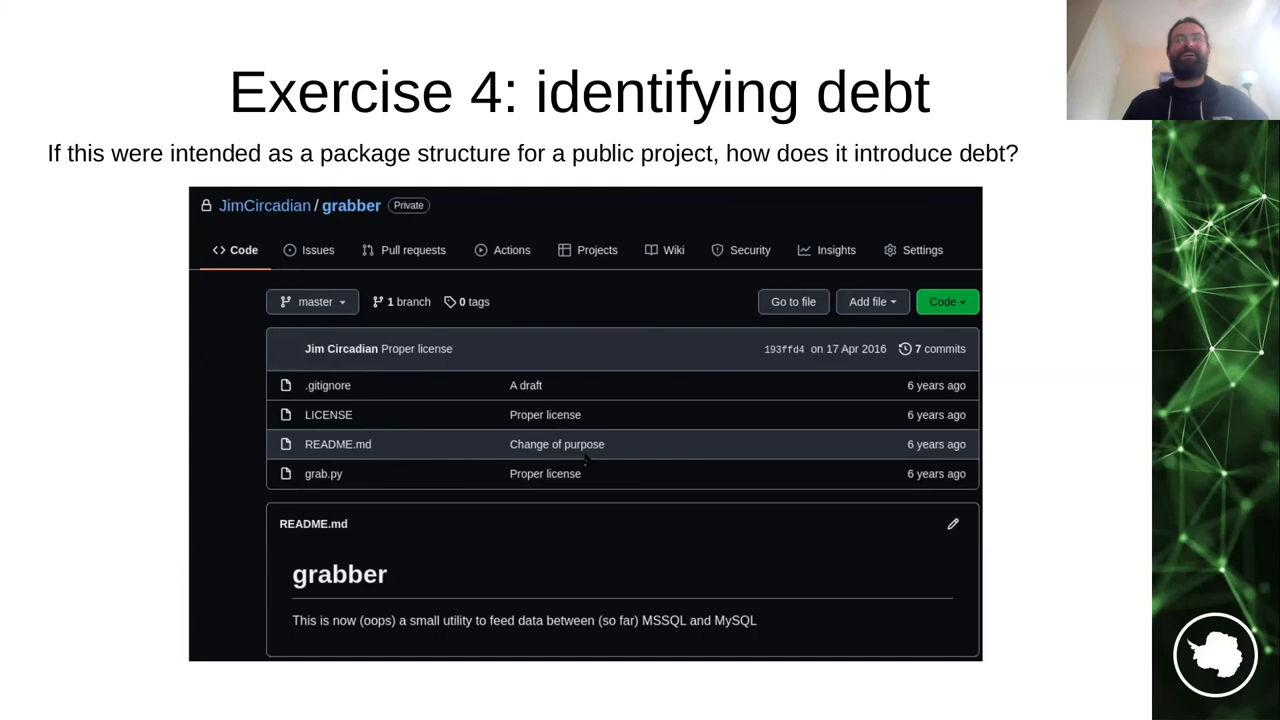 Exercise 4: identifying debt
If this were intended as a package structure for a public project, how does it introduce debt?
JimCircadian / grabber Private
Code Issues Pull requests Actions Projects Wiki Security Insights Settings
master 1 branch 0 tags Go to file Add file Code
Jim Circadian Proper license 193ffd4 on 17 Apr 2016 7 commits
.gitignore A draft 6 years ago
LICENSE Proper license 6 years ago
README.md Change of purpose 6 years ago
grab.py Proper license 6 years ago
README.md
grabber
This is now (oops) a small utility to feed data between (so far) MSSQL and MySQL